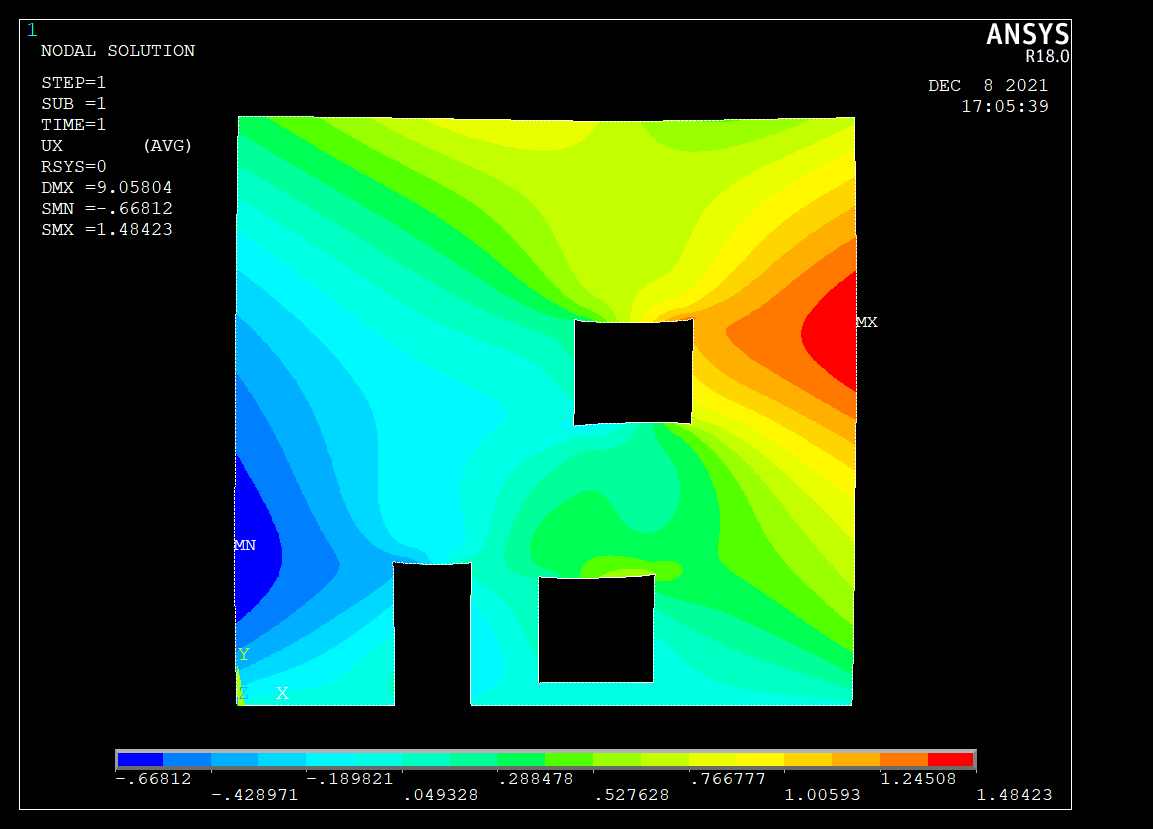 1
ANSYS
R18.0
NODAL SOLUTION
STEP=1
SUB =1
TIME=1
UX (AVG)
RSYS=0
DMX =9.05804
SMN =-.66812
SMX =1.48423
DEC 8 2021
17:05:39
MX
MN
Y
Z X
-.66812 -.189821 .288478 .766777 1.24508
-.428971 .049328 .527628 1.00593 1.48423